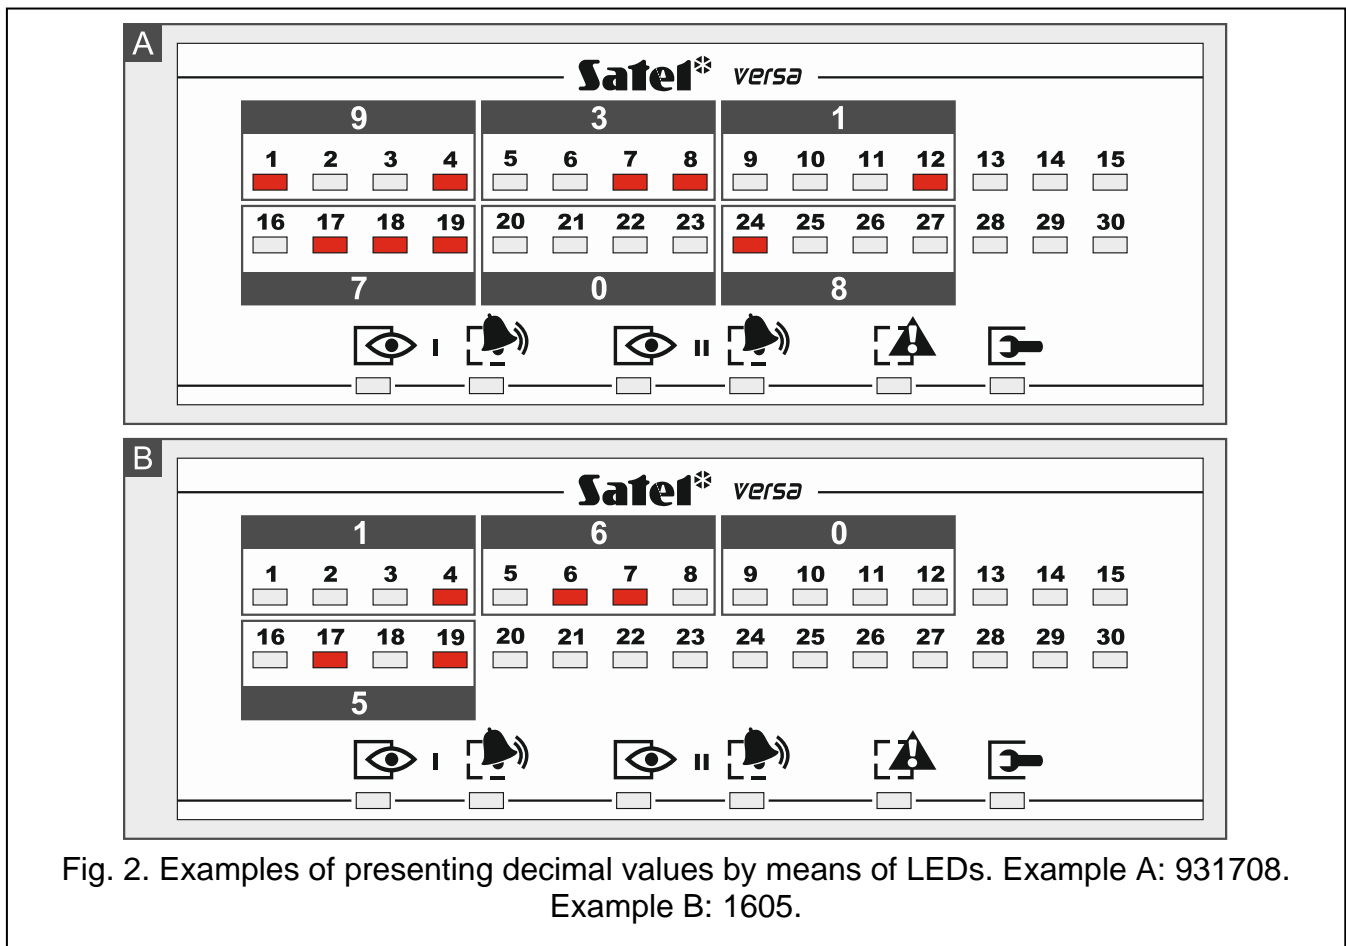 A
Satel versa
9 3 1
1 2 3 4 5 6 7 8 9 10 11 12 13 14 15
16 17 18 19 20 21 22 23 24 25 26 27 28 29 30
7 0 8
I II
B
Satel versa
1 6 0
1 2 3 4 5 6 7 8 9 10 11 12 13 14 15
16 17 18 19 20 21 22 23 24 25 26 27 28 29 30
5
I II
Fig. 2. Examples of presenting decimal values by means of LEDs. Example A: 931708.
Example B: 1605.